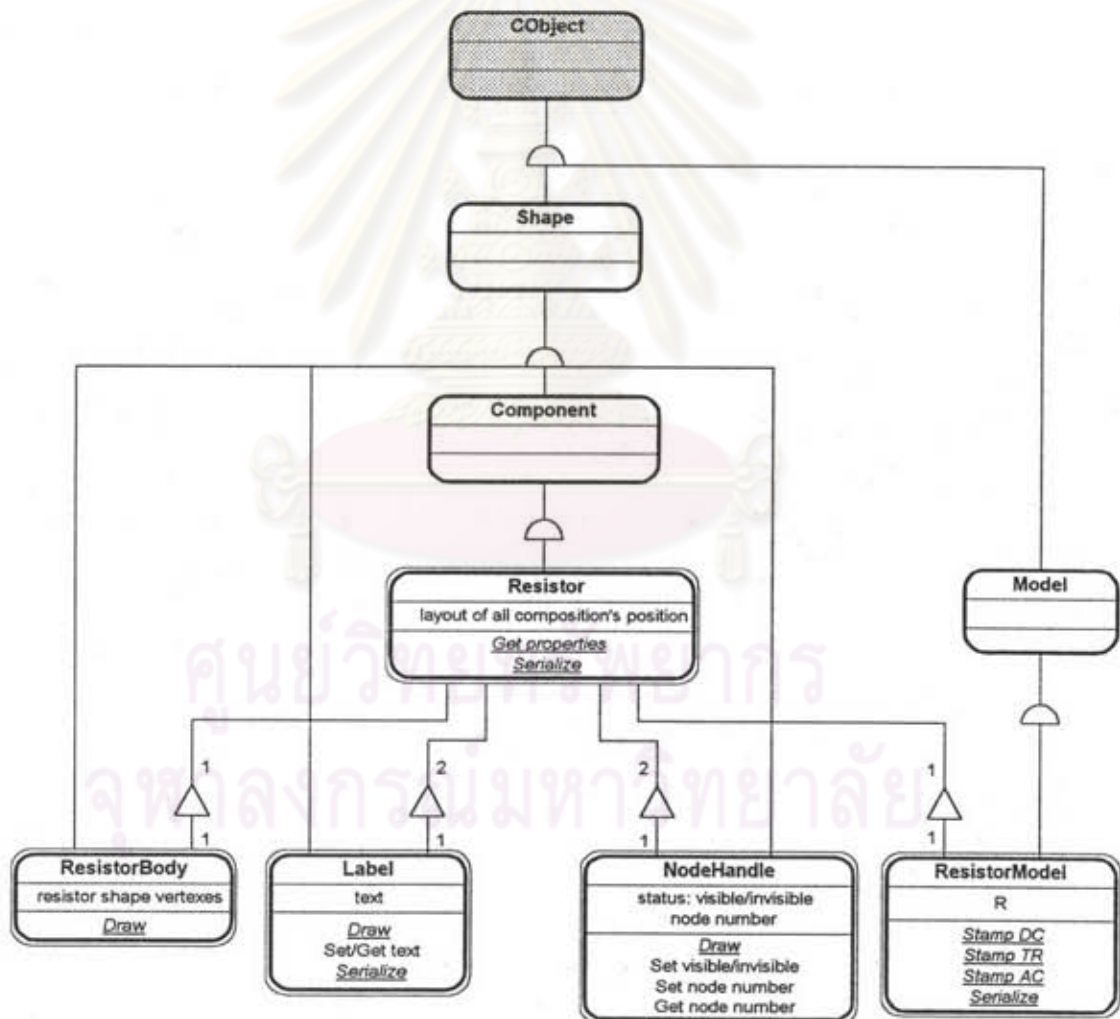 CObject
Shape
Component
Resistor
layout of all composition's position
Get properties
Serialize
Model
ศูนย์วิทยทรัพยากร
จุฬาลงกรณ์มหาวิทยาลัย
1
2
2
1
1
1
1
1
ResistorBody
resistor shape vertexes
Draw
Label
text
Draw
Set/Get text
Serialize
NodeHandle
status: visible/invisible
node number
Draw
Set visible/invisible
Set node number
Get node number
ResistorModel
R
Stamp DC
Stamp TR
Stamp AC
Serialize